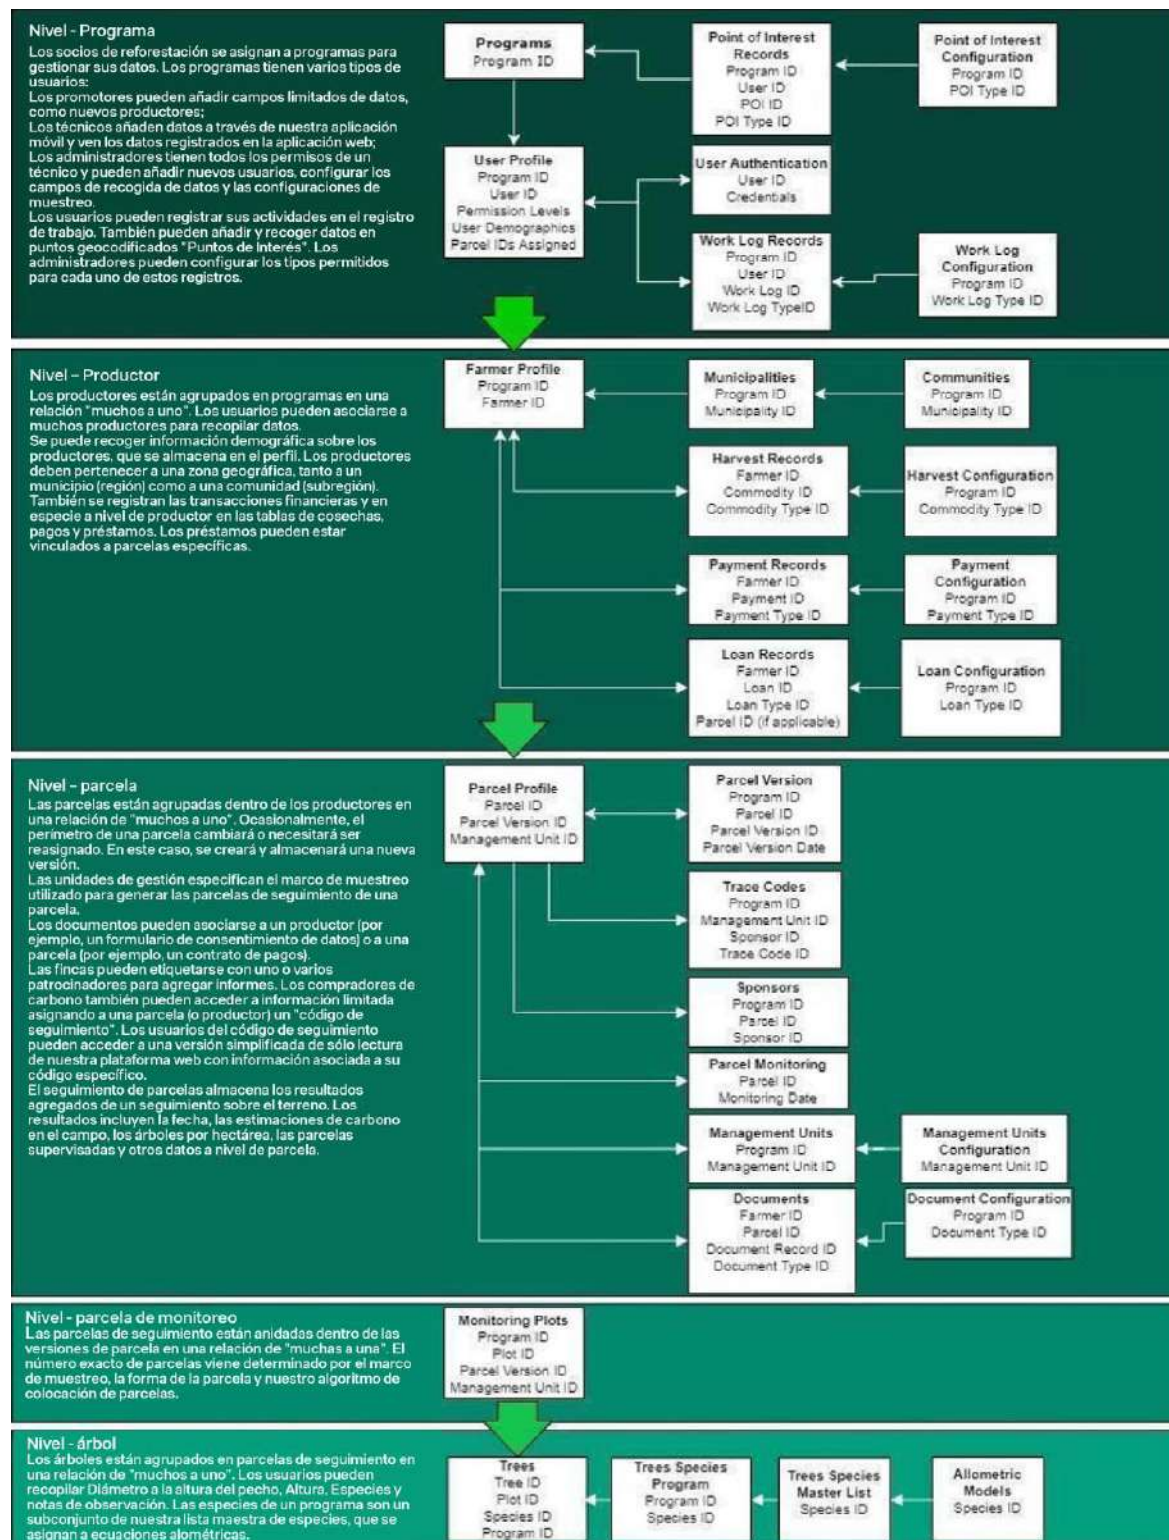 Nivel - Programa
Los socios de reforestación se asignan a programas para
gestionar sus datos. Los programas tienen varios tipos de
usuarios:
Los promotores pueden añadir campos limitados de datos,
como nuevos productores;
Los técnicos añaden datos a través de nuestra aplicación
móvil y ven los datos registrados en la aplicación web;
Los administradores tienen todos los permisos de un
técnico y pueden añadir nuevos usuarios, configurar los
campos de recogida de datos y las configuraciones de
muestreo.
Los usuarios pueden registrar sus actividades en el registro
de trabajo. También pueden añadir y recoger datos en
puntos geocodificados "Puntos de Interés". Los
administradores pueden configurar los tipos permitidos
para cada uno de estos registros.
Programs
Program ID
Point of Interest
Records
Program ID
User ID
POI ID
POI Type ID
Point of Interest
Configuration
Program ID
POI Type ID
User Profile
Program ID
User ID
Permission Levels
User Demographics
Parcel IDs Assigned
User Authentication
User ID
Credentials
Work Log Records
Program ID
User ID
Work Log ID
Work Log TypeID
Work Log
Configuration
Program ID
Work Log Type ID
Nivel – Productor
Los productores están agrupados en programas en una
relación "muchos a uno". Los usuarios pueden asociarse a
muchos productores para recopilar datos.
Se puede recoger información demográfica sobre los
productores, que se almacena en el perfil. Los productores
deben pertenecer a una zona geográfica, tanto a un
municipio (región) como a una comunidad (subregión).
También se registran las transacciones financieras y en
especie a nivel de productor en las tablas de cosechas,
pagos y préstamos. Los préstamos pueden estar
vinculados a parcelas específicas.
Farmer Profile
Program ID
Farmer ID
Municipalities
Program ID
Municipality ID
Communities
Program ID
Municipality ID
Harvest Records
Farmer ID
Commodity ID
Commodity Type ID
Harvest Configuration
Program ID
Commodity Type ID
Payment Records
Farmer ID
Payment ID
Payment Type ID
Payment
Configuration
Program ID
Payment Type ID
Loan Records
Farmer ID
Loan ID
Loan Type ID
Parcel ID (if applicable)
Loan Configuration
Program ID
Loan Type ID
Nivel – parcela
Las parcelas están agrupadas dentro de los productores en
una relación de "muchos a uno". Ocasionalmente, el
perímetro de una parcela cambiará o necesitará ser
reasignado. En este caso, se creará y almacenará una nueva
versión.
Las unidades de gestión especifican el marco de muestreo
utilizado para generar las parcelas de seguimiento de una
parcela.
Los documentos pueden asociarse a un productor (por
ejemplo, un formulario de consentimiento de datos) o a una
parcela (por ejemplo, un contrato de pagos).
Las fincas pueden etiquetarse con uno o varios
patrocinadores para agregar informes. Los compradores de
carbono también pueden acceder a información limitada
asignando a una parcela (o productor) un "código de
seguimiento". Los usuarios del código de seguimiento
pueden acceder a una versión simplificada de sólo lectura
de nuestra plataforma web con información asociada a su
código específico.
El seguimiento de parcelas almacena los resultados
agregados de un seguimiento sobre el terreno. Los
resultados incluyen la fecha, las estimaciones de carbono
en el campo, los árboles por hectárea, las parcelas
supervisadas y otros datos a nivel de parcela.
Parcel Profile
Parcel ID
Parcel Version ID
Management Unit ID
Parcel Version
Program ID
Parcel ID
Parcel Version ID
Parcel Version Date
Trace Codes
Program ID
Management Unit ID
Sponsor ID
Trace Code ID
Sponsors
Program ID
Parcel ID
Sponsor ID
Parcel Monitoring
Parcel ID
Monitoring Date
Management Units
Program ID
Management Unit ID
Management Units
Configuration
Management Unit ID
Documents
Farmer ID
Parcel ID
Document Record ID
Document Type ID
Document Configuration
Program ID
Document Type ID
Nivel - parcela de monitoreo
Las parcelas de seguimiento están anidadas dentro de las
versiones de parcela en una relación de "muchas a una". El
número exacto de parcelas viene determinado por el marco
de muestreo, la forma de la parcela y nuestro algoritmo de
colocación de parcelas.
Monitoring Plots
Program ID
Plot ID
Parcel Version ID
Management Unit ID
Nivel - árbol
Los árboles están agrupados en parcelas de seguimiento en
una relación de "muchos a uno". Los usuarios pueden
recopilar Diámetro a la altura del pecho, Altura, Especies y
notas de observación. Las especies de un programa son un
subconjunto de nuestra lista maestra de especies, que se
asignan a ecuaciones alométricas.
Trees
Tree ID
Plot ID
Species ID
Program ID
Trees Species
Program
Program ID
Species ID
Trees Species
Master List
Species ID
Allometric
Models
Species ID